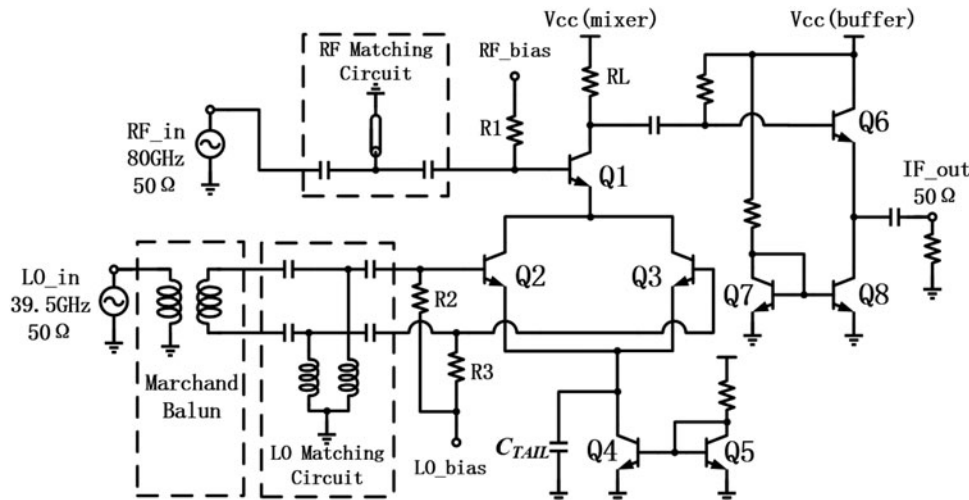 Vcc(mixer)
Vcc(buffer)
RF Matching
Circuit
RF_bias
RL
R1
Q6
RF_in
80GHz
50Ω
Q1
IF_out
50Ω
LO_in
39.5GHz
50Ω
Q2
Q3
R2
Q7
Q8
R3
Marchand
Balun
LO Matching
Circuit
LO_bias
CTAIL
Q4
Q5